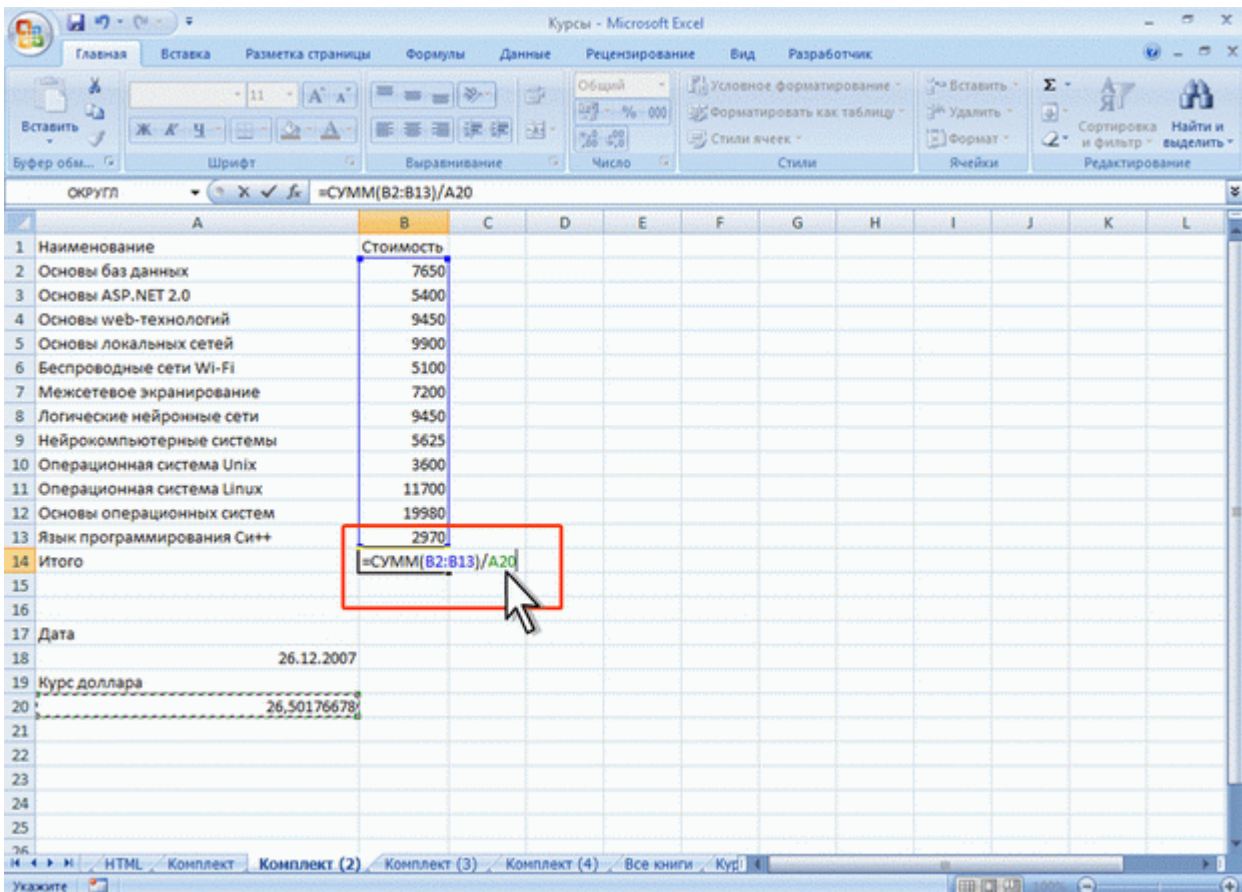 Курсы - Microsoft Excel
Главная Вставка Разметка страницы Формулы Данные Рецензирование Вид Разработчик
Вставить
Буфер обм...
11
Ж К Ч
Шрифт
Выравнивание
Общий
% 000
Число
Условное форматирование
Форматировать как таблицу
Стили ячеек
Стили
Вставить
Удалить
Формат
Ячейки
Σ
Сортировка и фильтр
Найти и выделить
Редактирование
ОКРУГЛ fx =СУММ(B2:B13)/A20
A B C D E F G H I J K L
1 Наименование Стоимость
2 Основы баз данных 7650
3 Основы ASP.NET 2.0 5400
4 Основы web-технологий 9450
5 Основы локальных сетей 9900
6 Беспроводные сети Wi-Fi 5100
7 Межсетевое экранирование 7200
8 Логические нейронные сети 9450
9 Нейрокомпьютерные системы 5625
10 Операционная система Unix 3600
11 Операционная система Linux 11700
12 Основы операционных систем 19980
13 Язык программирования Си++ 2970
14 Итого =СУММ(B2:B13)/A20
15
16
17 Дата
18 26.12.2007
19 Курс доллара
20 26,50176678
21
22
23
24
25
26
HTML Комплект Комплект (2) Комплект (3) Комплект (4) Все книги
Укажите 100%